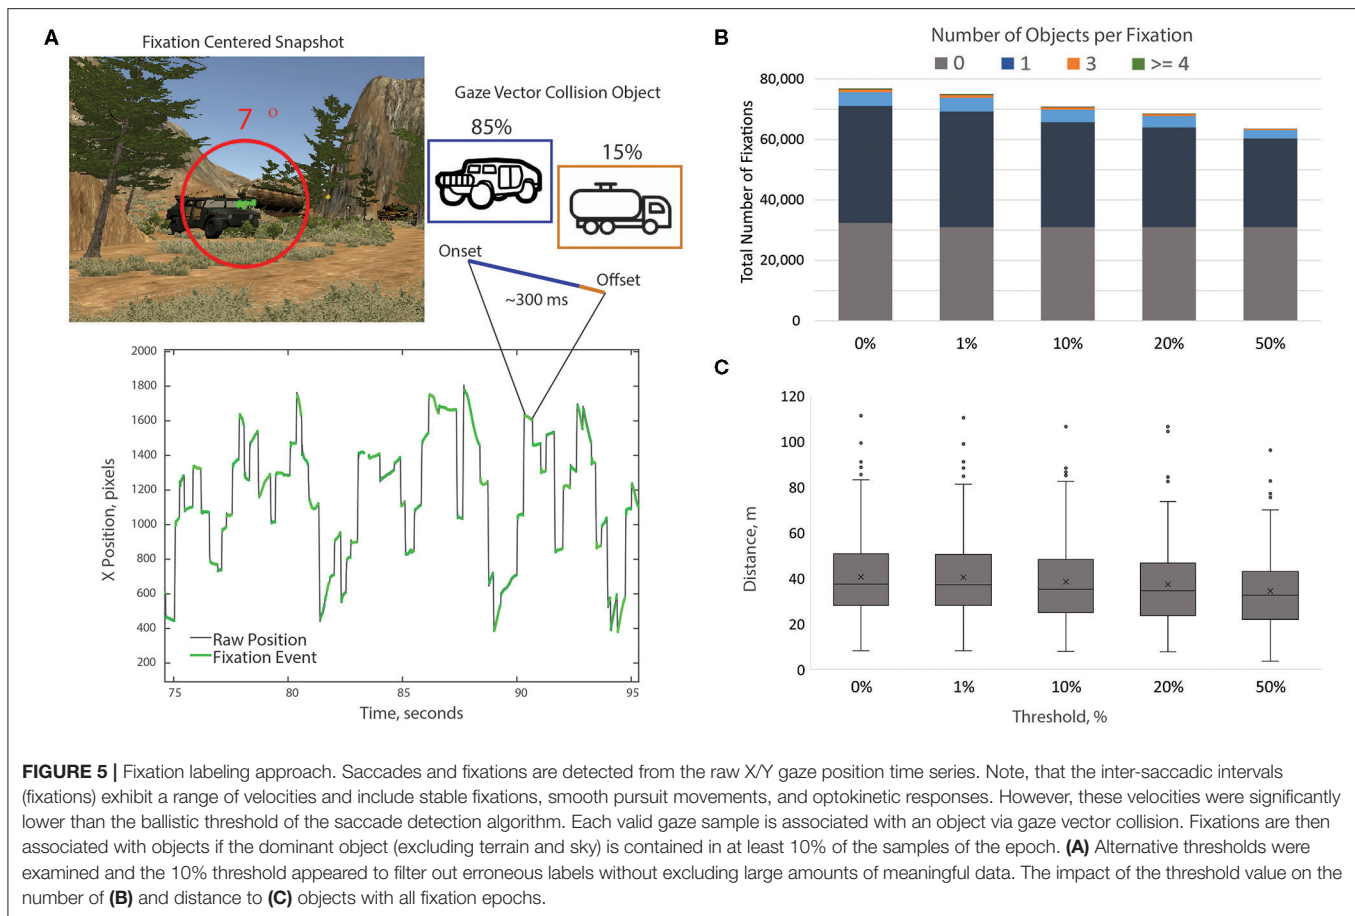 A
Fixation Centered Snapshot
7 °
Gaze Vector Collision Object
85%
15%
Onset
Offset
~300 ms
2000
1800
1600
1400
1200
1000
800
600
400
200
X Position, pixels
Raw Position
Fixation Event
75
80
85
90
95
Time, seconds
B
Number of Objects per Fixation
0 1 3 >= 4
80,000
60,000
40,000
20,000
0
Total Number of Fixations
0% 1% 10% 20% 50%
C
120
100
80
60
40
20
0
Distance, m
0% 1% 10% 20% 50%
Threshold, %
FIGURE 5 | Fixation labeling approach. Saccades and fixations are detected from the raw X/Y gaze position time series. Note, that the inter-saccadic intervals
(fixations) exhibit a range of velocities and include stable fixations, smooth pursuit movements, and optokinetic responses. However, these velocities were significantly
lower than the ballistic threshold of the saccade detection algorithm. Each valid gaze sample is associated with an object via gaze vector collision. Fixations are then
associated with objects if the dominant object (excluding terrain and sky) is contained in at least 10% of the samples of the epoch. (A) Alternative thresholds were
examined and the 10% threshold appeared to filter out erroneous labels without excluding large amounts of meaningful data. The impact of the threshold value on the
number of (B) and distance to (C) objects with all fixation epochs.